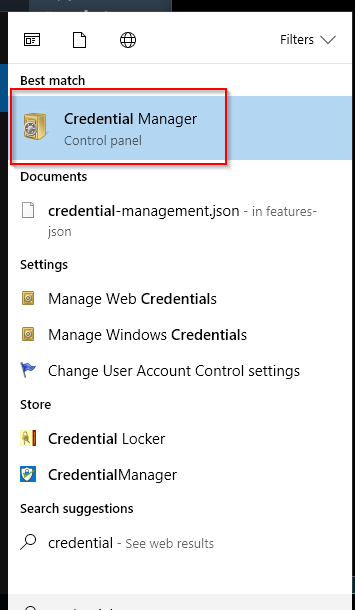 Filters
Best match
Credential Manager
Control panel
Documents
credential-management.json - in features-
json
Settings
Manage Web Credentials
Manage Windows Credentials
Change User Account Control settings
Store
Credential Locker
CredentialManager
Search suggestions
credential - See web results